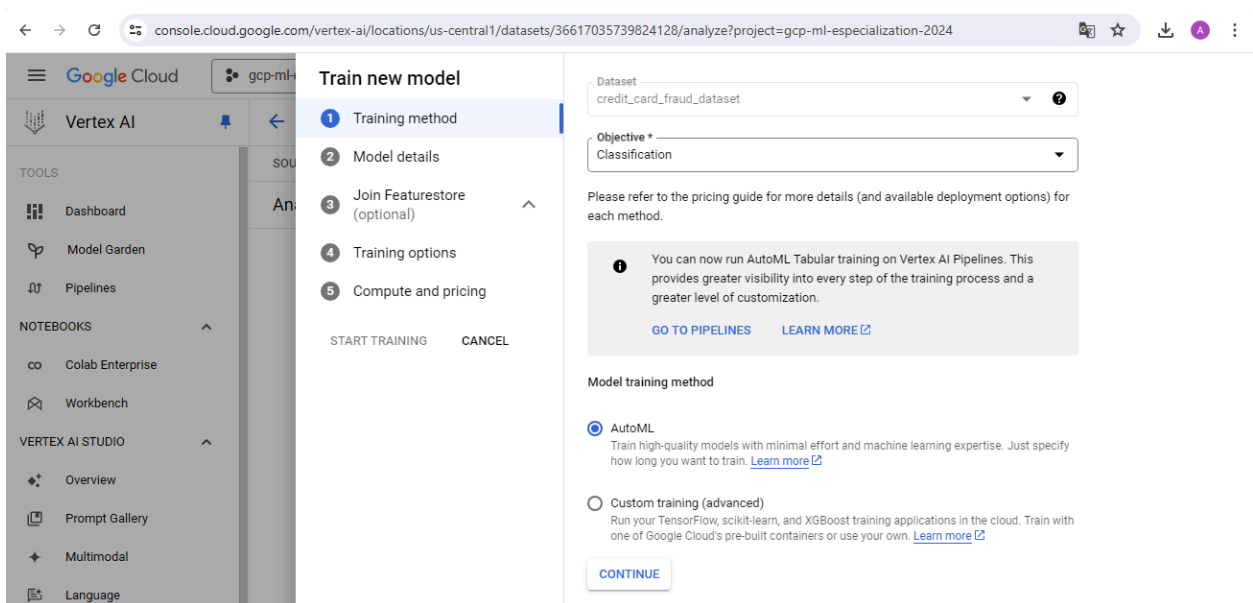 console.cloud.google.com/vertex-ai/locations/us-central1/datasets/36617035739824128/analyze?project=gcp-ml-especialization-2024
A
Google Cloud
gcp-ml-e
Vertex AI
TOOLS
Dashboard
Model Garden
Pipelines
NOTEBOOKS
Colab Enterprise
Workbench
VERTEX AI STUDIO
Overview
Prompt Gallery
Multimodal
Language
SOU
Ana
Train new model
1 Training method
2 Model details
3 Join Featurestore
(optional)
4 Training options
5 Compute and pricing
START TRAINING CANCEL
Dataset
credit_card_fraud_dataset
Objective *
Classification
Please refer to the pricing guide for more details (and available deployment options) for
each method.
You can now run AutoML Tabular training on Vertex AI Pipelines. This
provides greater visibility into every step of the training process and a
greater level of customization.
GO TO PIPELINES LEARN MORE
Model training method
AutoML
Train high-quality models with minimal effort and machine learning expertise. Just specify
how long you want to train. Learn more
Custom training (advanced)
Run your TensorFlow, scikit-learn, and XGBoost training applications in the cloud. Train with
one of Google Cloud's pre-built containers or use your own. Learn more
CONTINUE